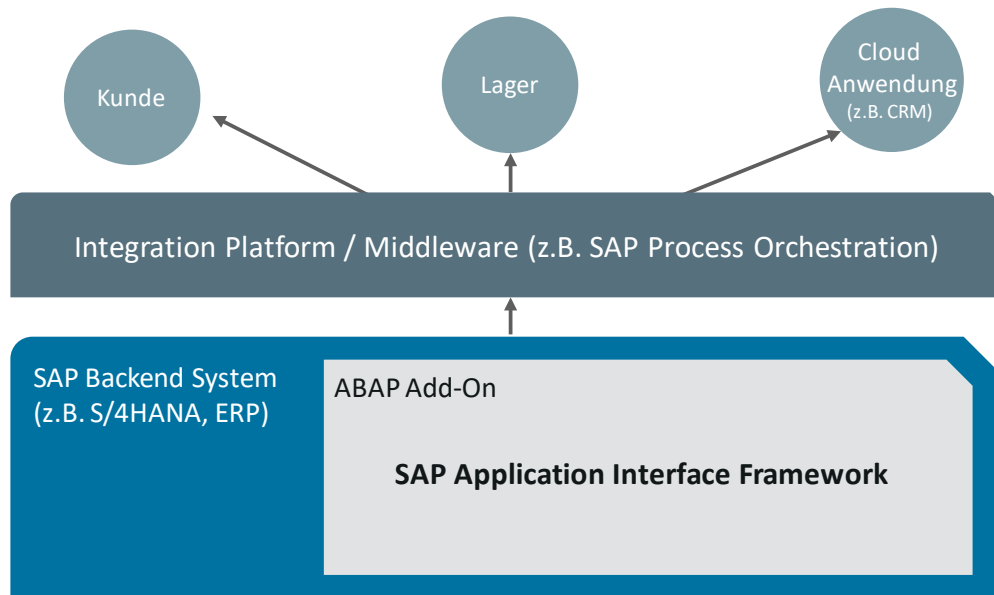 Kunde
Lager
Cloud
Anwendung
(z.B. CRM)
Integration Platform / Middleware (z.B. SAP Process Orchestration)
SAP Backend System
(z.B. S/4HANA, ERP)
ABAP Add-On
SAP Application Interface Framework